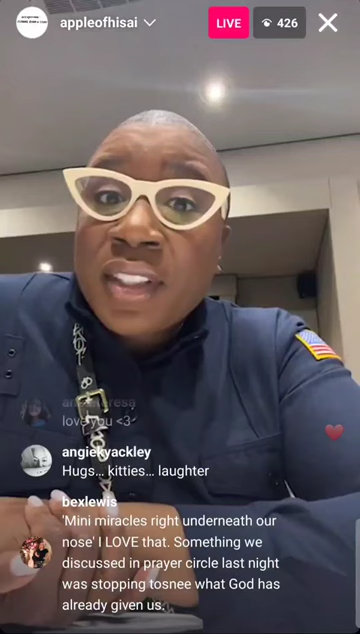 appleofhisai
LIVE
426
love you <3
angiekyackley
Hugs... kitties... laughter
bexlewis
'Mini miracles right underneath our
nose' I LOVE that. Something we
discussed in prayer circle last night
was stopping tosnee what God has
already given us.